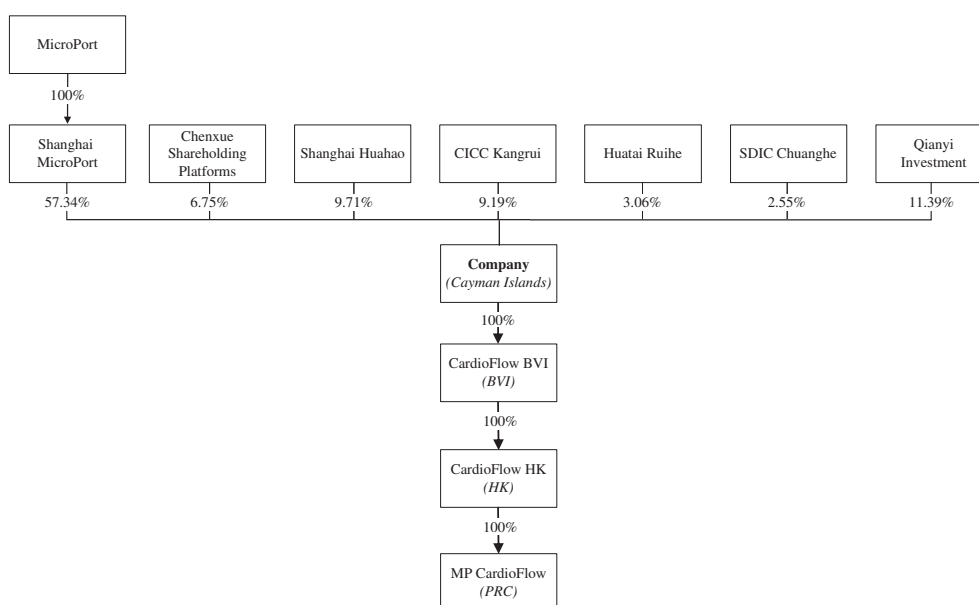 MicroPort
100%
Shanghai
MicroPort
Chenxue
Shareholding
Platforms
Shanghai Huahao
CICC Kangrui
Huatai Ruihe
SDIC Chuanghe
Qianyi
Investment
57.34%
6.75%
9.71%
9.19%
3.06%
2.55%
11.39%
Company
(Cayman Islands)
100%
CardioFlow BVI
(BVI)
100%
CardioFlow HK
(HK)
100%
MP CardioFlow
(PRC)